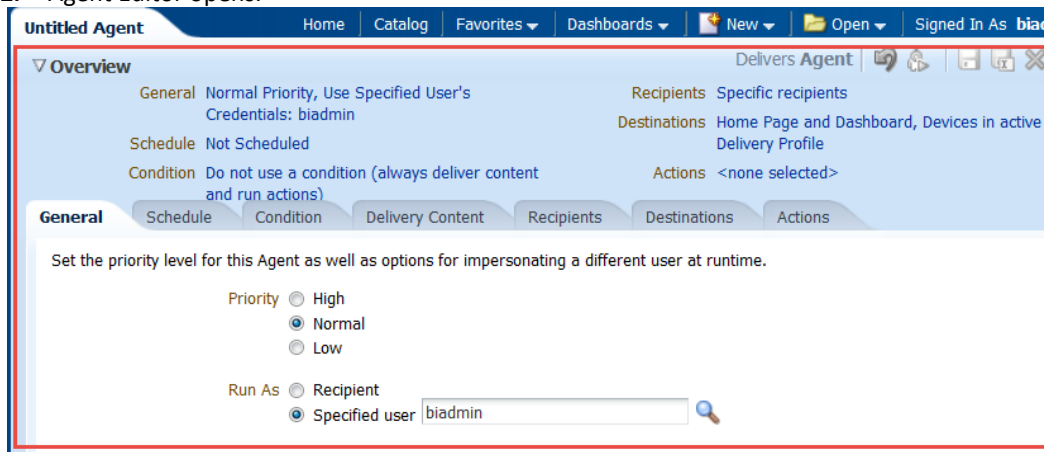 Agent Editor opens.
Untitled Agent Home Catalog Favorites Dashboards New Open Signed In As
Overview Delivers Agent
General Normal Priority, Use Specified User's Recipients Specific recipients
Credentials: biadmin Destinations Home Page and Dashboard, Devices in active
Delivery Profile
Schedule Not Scheduled
Condition Do not use a condition (always deliver content Actions <none selected>
and run actions)
General Schedule Condition Delivery Content Recipients Destinations Actions
Set the priority level for this Agent as well as options for impersonating a different user at runtime.
Priority High
Normal
Low
Run As Recipient
Specified user biadmin